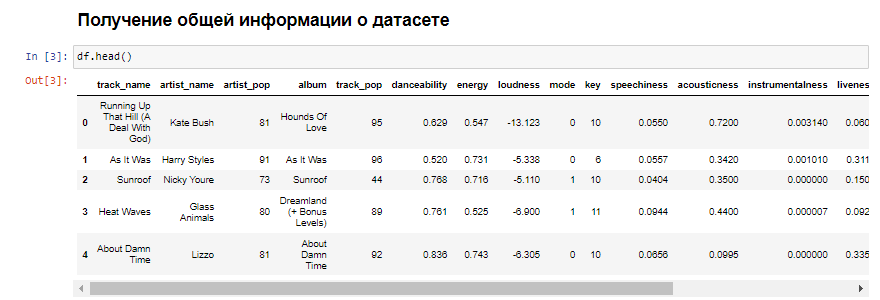 Получение общей информации о датасете
In [3]: df.head()
Out[3]:
track_name artist_name artist_pop album track_pop danceability energy loudness mode key speechiness acousticness instrumentalness livenes
Running Up
That Hill (A
Deal With
God)
0 Kate Bush 81 Hounds Of
Love 95 0.629 0.547 -13.123 0 10 0.0550 0.7200 0.003140 0.060
1 As It Was Harry Styles 91 As It Was 96 0.520 0.731 -5.338 0 6 0.0557 0.3420 0.001010 0.311
2 Sunroof Nicky Youre 73 Sunroof 44 0.768 0.716 -5.110 1 10 0.0404 0.3500 0.000000 0.150
3 Heat Waves Glass
Animals 80 Dreamland
(+ Bonus
Levels) 89 0.761 0.525 -6.900 1 11 0.0944 0.4400 0.000007 0.092
4 About Damn
Time Lizzo 81 About
Damn
Time 92 0.836 0.743 -6.305 0 10 0.0656 0.0995 0.000000 0.335